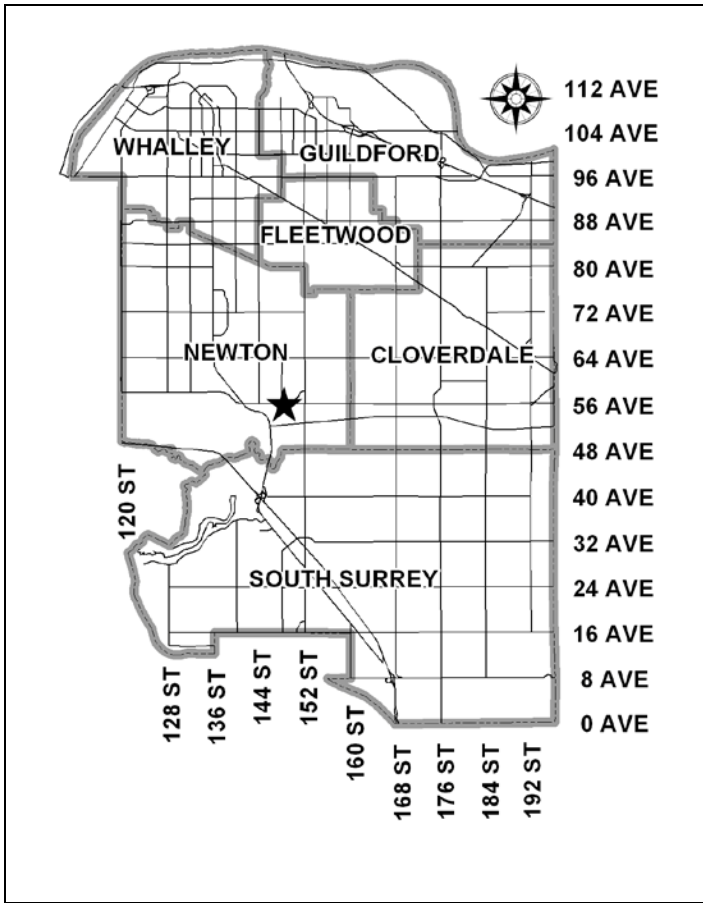 112 AVE
104 AVE
WHALLEY
GUILDFORD
96 AVE
88 AVE
FLEETWOOD
80 AVE
72 AVE
NEWTON
CLOVERDALE
64 AVE
56 AVE
48 AVE
120 ST
40 AVE
32 AVE
SOUTH SURREY
24 AVE
16 AVE
8 AVE
0 AVE
128 ST
136 ST
144 ST
152 ST
160 ST
168 ST
176 ST
184 ST
192 ST